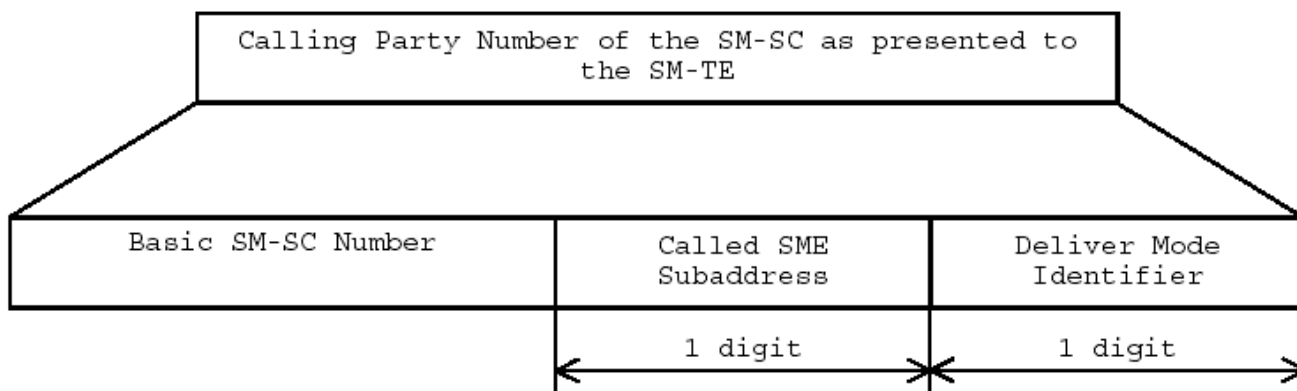 Calling Party Number of the SM-SC as presented to
the SM-TE
Basic SM-SC Number
Called SME
Subaddress
Deliver Mode
Identifier
1 digit
1 digit